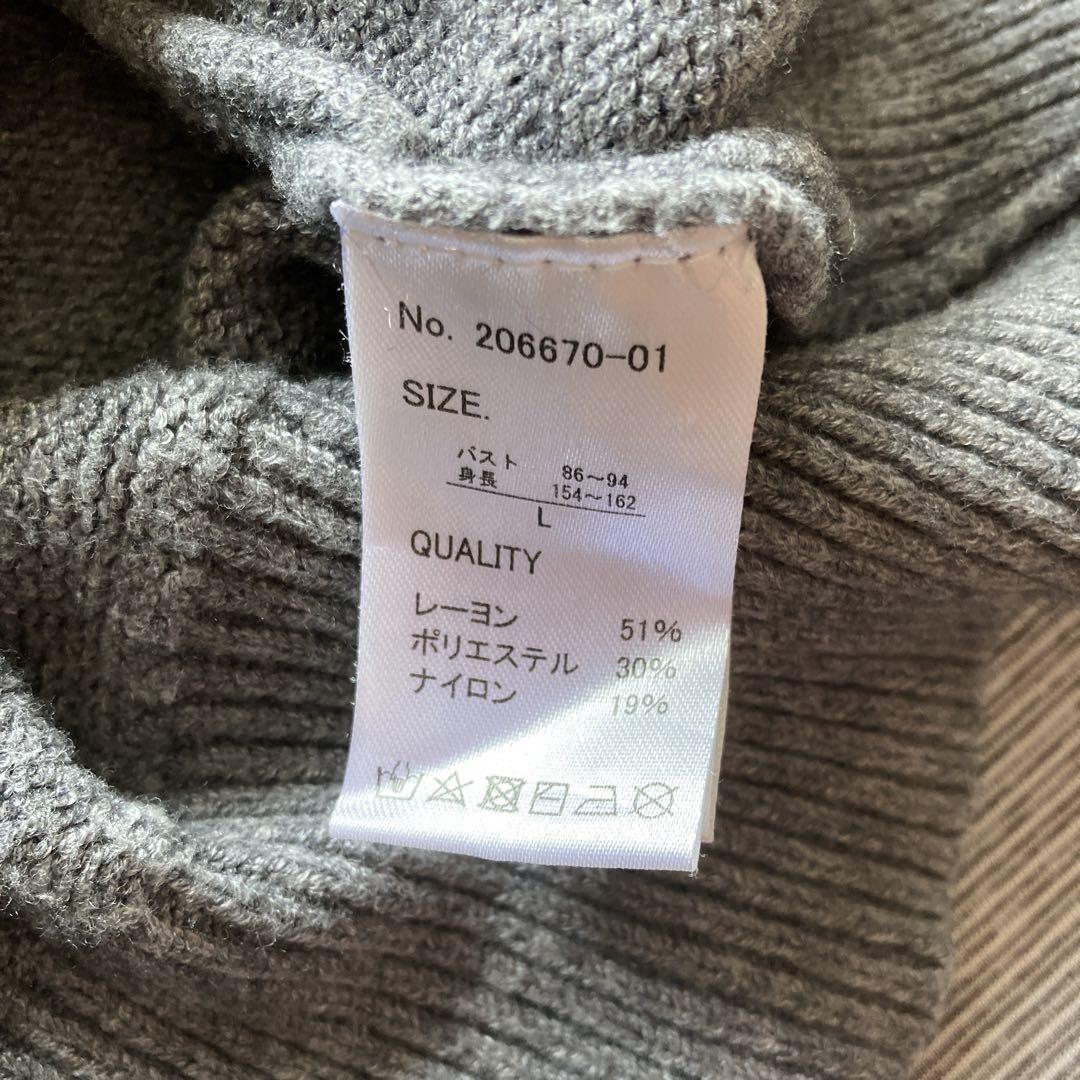 No. 206670-01
SIZE.
バスト 86～94
身長 154～162
L
QUALITY
レーヨン 51%
ポリエステル 30%
ナイロン 19%